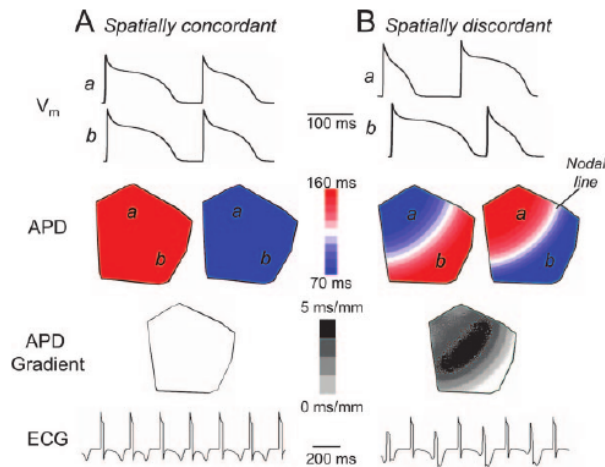 A Spatially concordant
B Spatially discordant
a
V_m
b
100 ms
a
b
Nodal
line
APD
a
b
160 ms
70 ms
a
b
a
b
APD
Gradient
5 ms/mm
0 ms/mm
ECG
200 ms